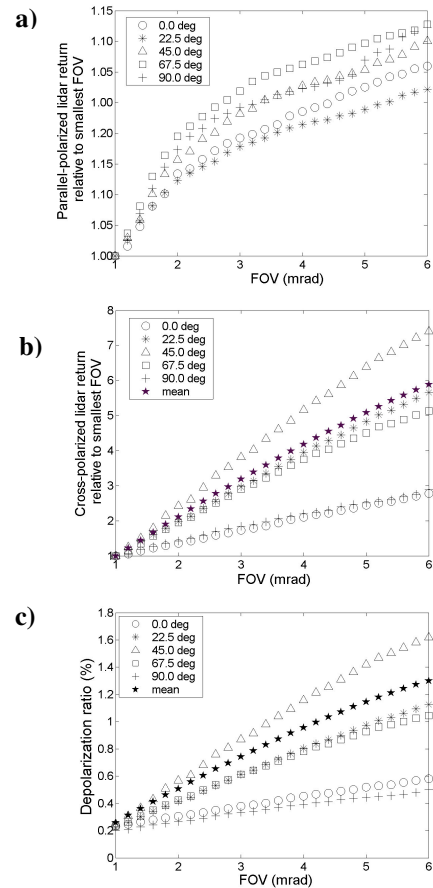 a)
1.15
1.10
1.05
1.00
1.20
1.15
1.10
1.05
1.00
Parallel-polarized lidar return
relative to smallest FOV
0.0 deg
22.5 deg
45.0 deg
67.5 deg
90.0 deg
1 2 3 4 5 6
FOV (mrad)
b)
8
7
6
5
4
3
2
1
Cross-polarized lidar return
relative to smallest FOV
0.0 deg
22.5 deg
45.0 deg
67.5 deg
90.0 deg
mean
1 2 3 4 5 6
FOV (mrad)
c)
1.8
1.6
1.4
1.2
1
0.8
0.6
0.4
0.2
0
Depolarization ratio (%)
0.0 deg
22.5 deg
45.0 deg
67.5 deg
90.0 deg
mean
1 2 3 4 5 6
FOV (mrad)